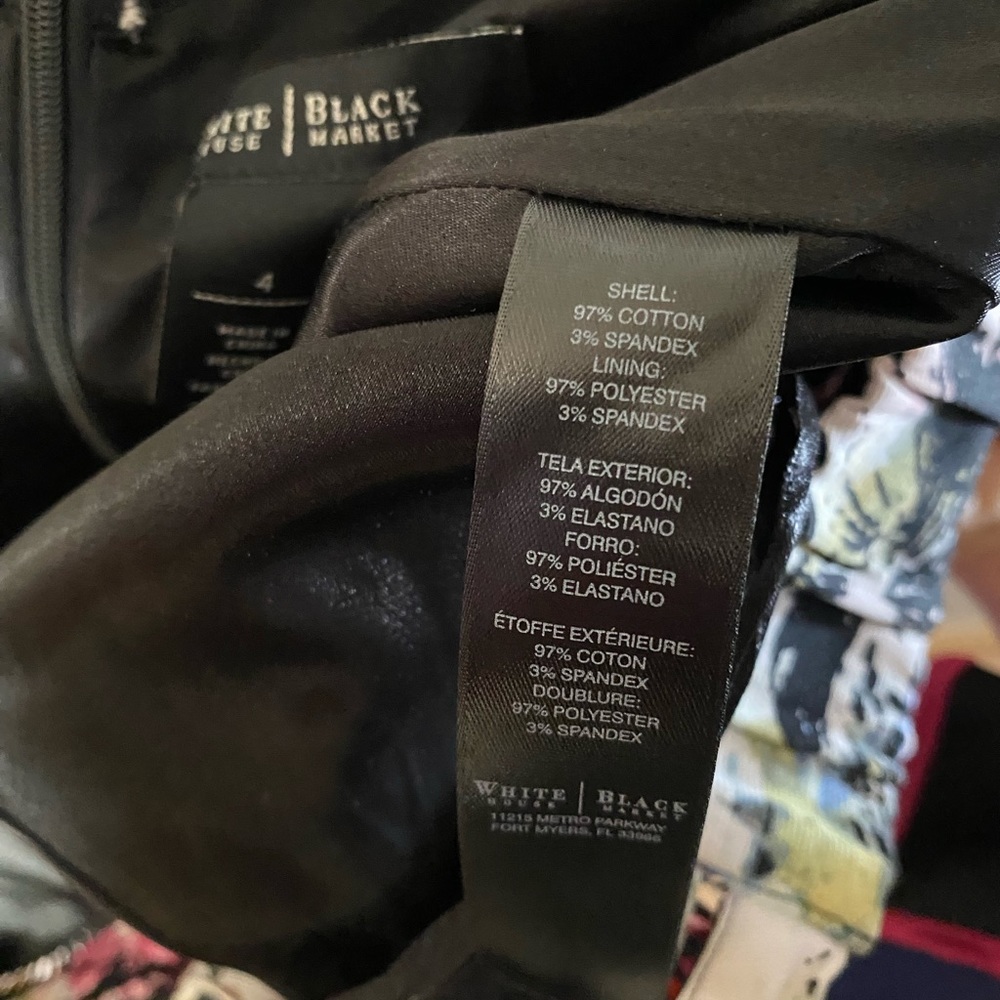 BLACK
MARKET
4
SHELL:
97% COTTON
3% SPANDEX
LINING:
97% POLYESTER
3% SPANDEX
TELA EXTERIOR:
97% ALGODÓN
3% ELASTANO
FORRO:
97% POLIÉSTER
3% ELASTANO
ÉTOFFE EXTÉRIEURE:
97% COTON
3% SPANDEX
DOUBLURE:
97% POLYESTER
3% SPANDEX
WHITE | BLACK
HOUSE | MARKET
11215 METRO PARKWAY
FORT MYERS, FL 33966